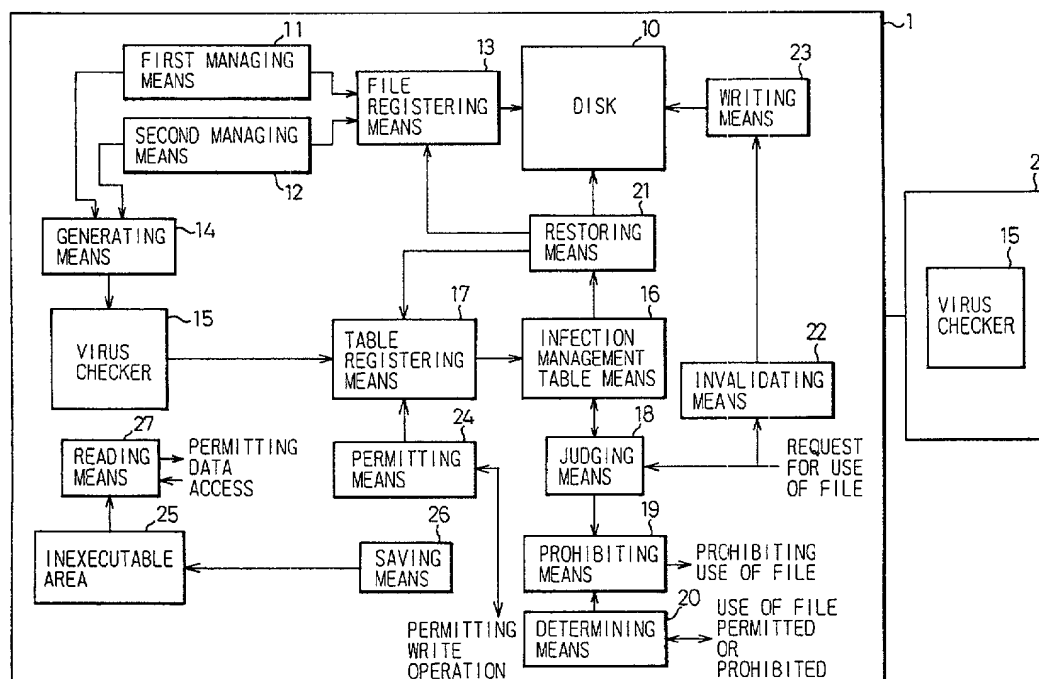 11
FIRST MANAGING
MEANS
13
FILE
REGISTERING
MEANS
10
DISK
23
WRITING
MEANS
1
SECOND MANAGING
MEANS
12
2
14
GENERATING
MEANS
21
RESTORING
MEANS
15
VIRUS
CHECKER
15
VIRUS
CHECKER
17
TABLE
REGISTERING
MEANS
16
INFECTION
MANAGEMENT
TABLE MEANS
22
INVALIDATING
MEANS
27
READING
MEANS
PERMITTING
DATA
ACCESS
24
PERMITTING
MEANS
18
JUDGING
MEANS
REQUEST
FOR USE
OF FILE
25
INEXECUTABLE
AREA
26
SAVING
MEANS
19
PROHIBITING
MEANS
PROHIBITING
USE OF FILE
20
DETERMINING
MEANS
USE OF FILE
PERMITTED
OR
PROHIBITED
PERMITTING
WRITE
OPERATION